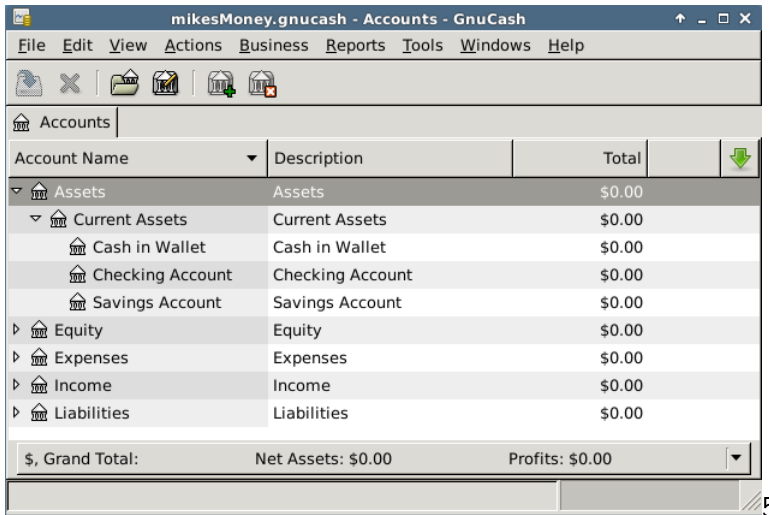 mikesMoney.gnucash - Accounts - GnuCash
File Edit View Actions Business Reports Tools Windows Help
Accounts
Account Name Description Total
Assets Assets $0.00
Current Assets Current Assets $0.00
Cash in Wallet Cash in Wallet $0.00
Checking Account Checking Account $0.00
Savings Account Savings Account $0.00
Equity Equity $0.00
Expenses Expenses $0.00
Income Income $0.00
Liabilities Liabilities $0.00
$, Grand Total: Net Assets: $0.00 Profits: $0.00